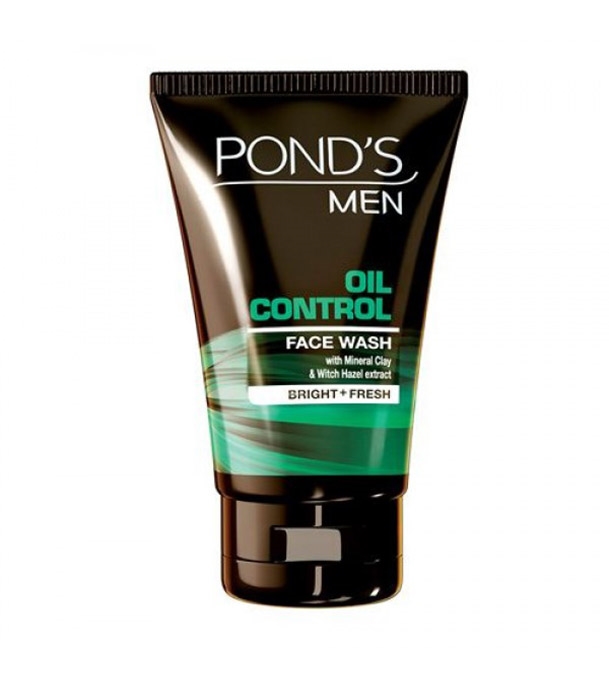 POND'S
MEN
OIL
CONTROL
FACE WASH
with Mineral Clay
& Witch Hazel extract
BRIGHT + FRESH